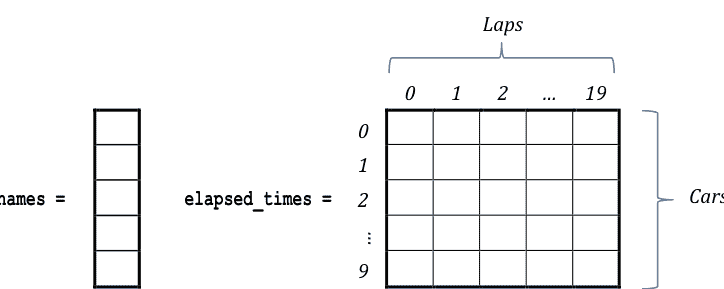 Laps
0 1 2 ... 19
0
1
names = elapsed_times = 2 Cars
⋮
9